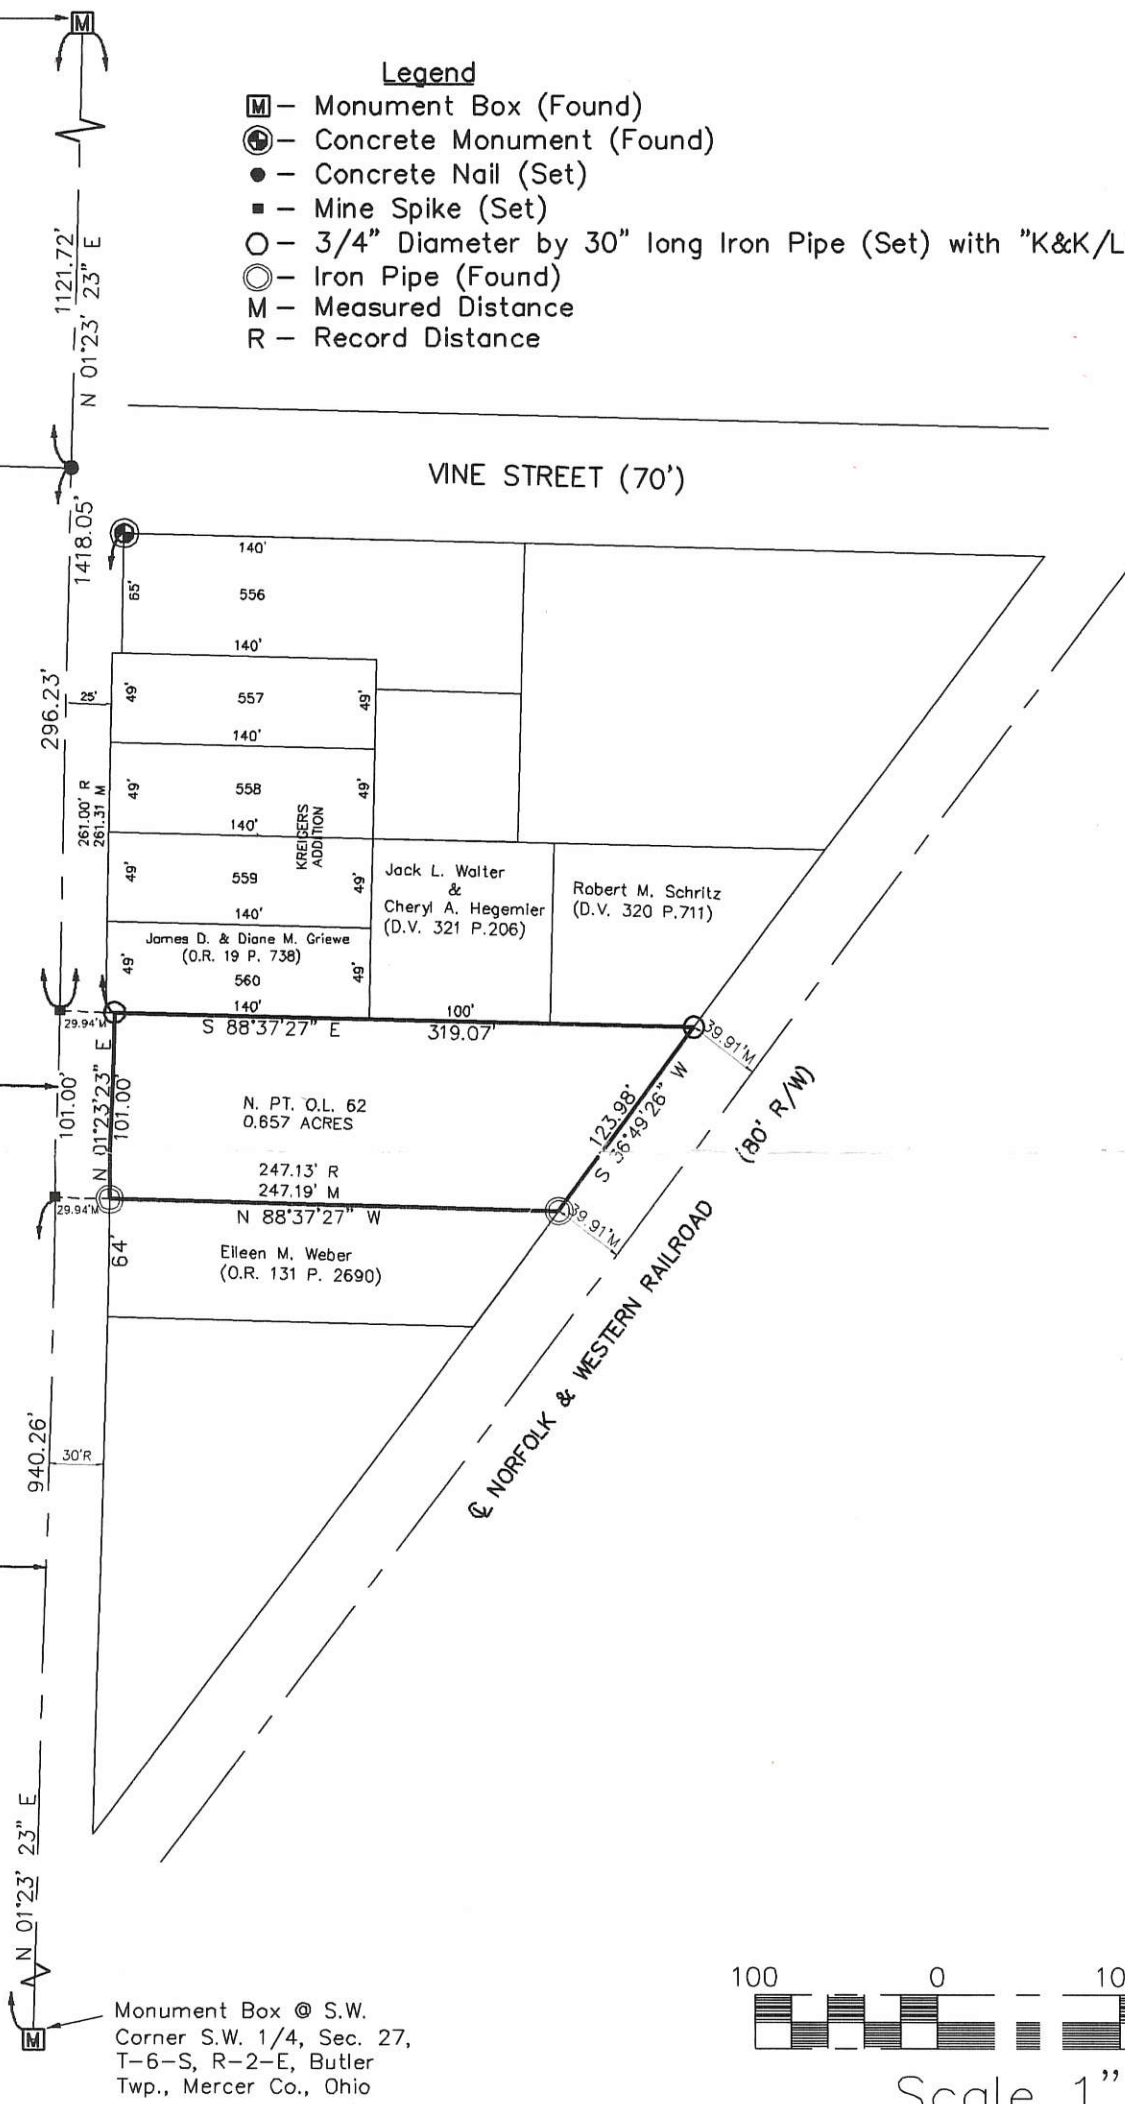 M
Legend
M – Monument Box (Found)
– Concrete Monument (Found)
– Concrete Nail (Set)
– Mine Spike (Set)
– 3/4" Diameter by 30" long Iron Pipe (Set) with "K&K/L
– Iron Pipe (Found)
M – Measured Distance
R – Record Distance
1121.72'
N 01°23' 23" E
VINE STREET (70')
1418.05'
140'
65'
556
140'
296.23'
25'
49'
557
49'
140'
261.00' R
261.31 M
49'
558
49'
140'
KREIGERS
ADDITION
49'
559
49'
140'
Jack L. Walter
&
Cheryl A. Hegemier
(D.V. 321 P.206)
Robert M. Schritz
(D.V. 320 P.711)
James D. & Diane M. Griewe
(O.R. 19 P. 738)
49'
560
49'
140'
100'
29.94'M
S 88°37'27" E
319.07'
39.91'M
101.00'
N 01°23'23" E
101.00'
N. PT. O.L. 62
0.657 ACRES
123.98'
S 36°49'26" W
(80' R/W)
247.13' R
247.19' M
N 88°37'27" W
29.94'M
39.91'M
64'
Eileen M. Weber
(O.R. 131 P. 2690)
℄ NORFOLK & WESTERN RAILROAD
940.26'
30'R
N 01°23' 23" E
M
Monument Box @ S.W.
Corner S.W. 1/4, Sec. 27,
T–6–S, R–2–E, Butler
Twp., Mercer Co., Ohio
100 0 10
Scale 1"